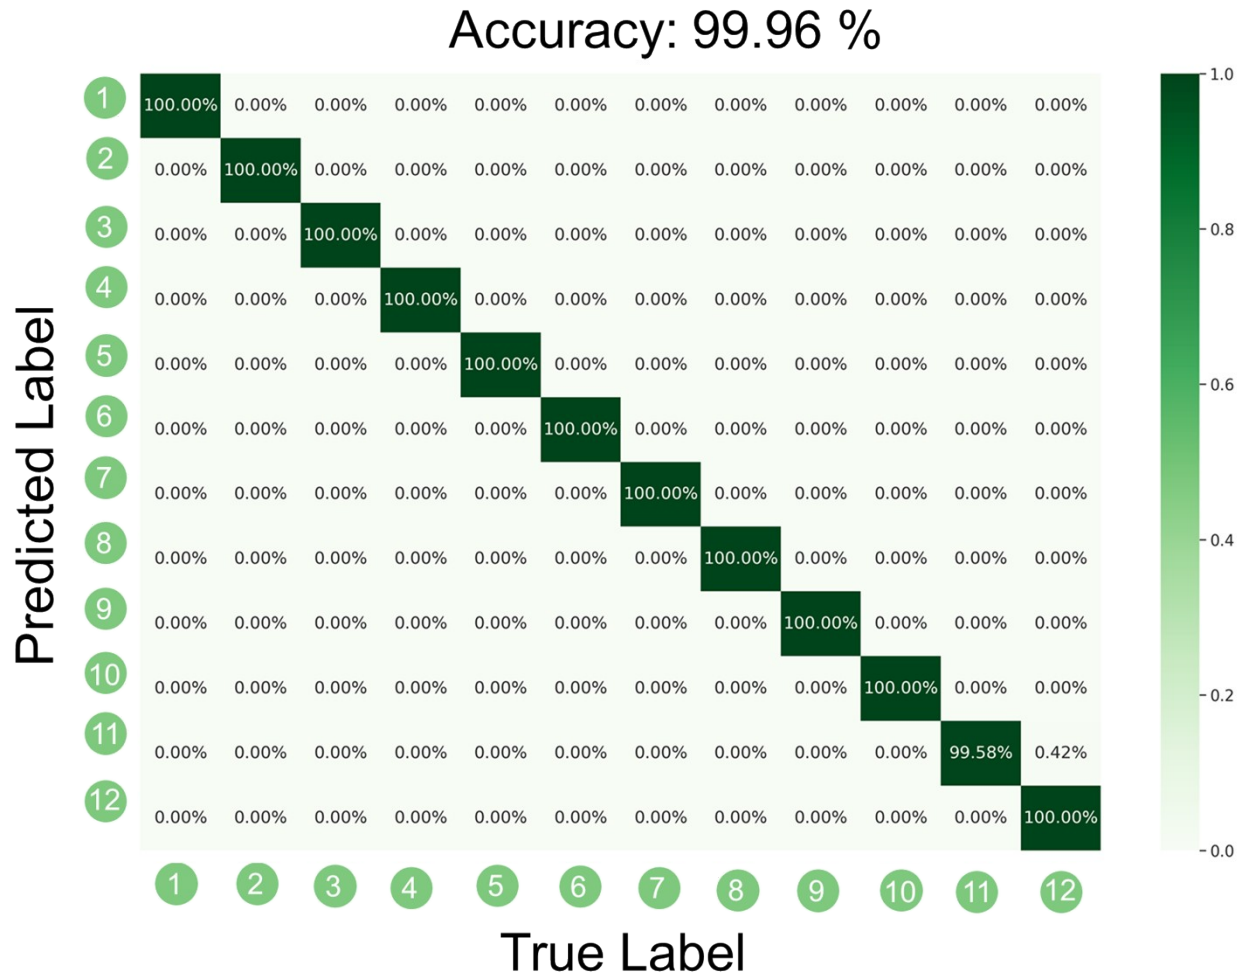 Accuracy: 99.96 %
Predicted Label
1 100.00% 0.00% 0.00% 0.00% 0.00% 0.00% 0.00% 0.00% 0.00% 0.00% 0.00% 0.00%
2 0.00% 100.00% 0.00% 0.00% 0.00% 0.00% 0.00% 0.00% 0.00% 0.00% 0.00% 0.00%
3 0.00% 0.00% 100.00% 0.00% 0.00% 0.00% 0.00% 0.00% 0.00% 0.00% 0.00% 0.00%
4 0.00% 0.00% 0.00% 100.00% 0.00% 0.00% 0.00% 0.00% 0.00% 0.00% 0.00% 0.00%
5 0.00% 0.00% 0.00% 0.00% 100.00% 0.00% 0.00% 0.00% 0.00% 0.00% 0.00% 0.00%
6 0.00% 0.00% 0.00% 0.00% 0.00% 100.00% 0.00% 0.00% 0.00% 0.00% 0.00% 0.00%
7 0.00% 0.00% 0.00% 0.00% 0.00% 0.00% 100.00% 0.00% 0.00% 0.00% 0.00% 0.00%
8 0.00% 0.00% 0.00% 0.00% 0.00% 0.00% 0.00% 100.00% 0.00% 0.00% 0.00% 0.00%
9 0.00% 0.00% 0.00% 0.00% 0.00% 0.00% 0.00% 0.00% 100.00% 0.00% 0.00% 0.00%
10 0.00% 0.00% 0.00% 0.00% 0.00% 0.00% 0.00% 0.00% 0.00% 100.00% 0.00% 0.00%
11 0.00% 0.00% 0.00% 0.00% 0.00% 0.00% 0.00% 0.00% 0.00% 0.00% 99.58% 0.42%
12 0.00% 0.00% 0.00% 0.00% 0.00% 0.00% 0.00% 0.00% 0.00% 0.00% 0.00% 100.00%
1 2 3 4 5 6 7 8 9 10 11 12
True Label
1.0
0.8
0.6
0.4
0.2
0.0